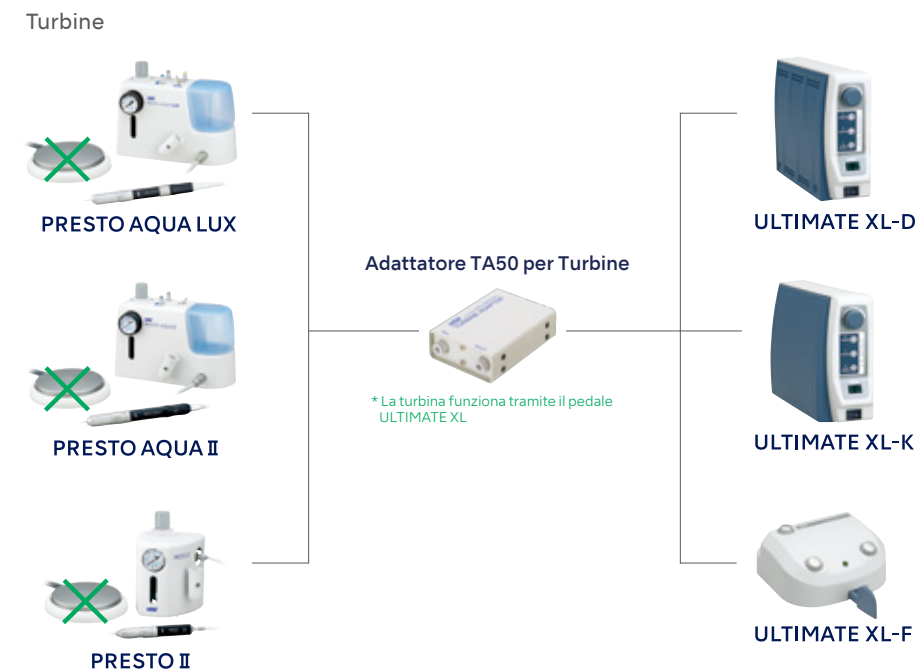 Turbine
PRESTO AQUA LUX
ULTIMATE XL-D
Adattatore TA50 per Turbine
* La turbina funziona tramite il pedale
ULTIMATE XL
PRESTO AQUA II
ULTIMATE XL-K
PRESTO II
ULTIMATE XL-F